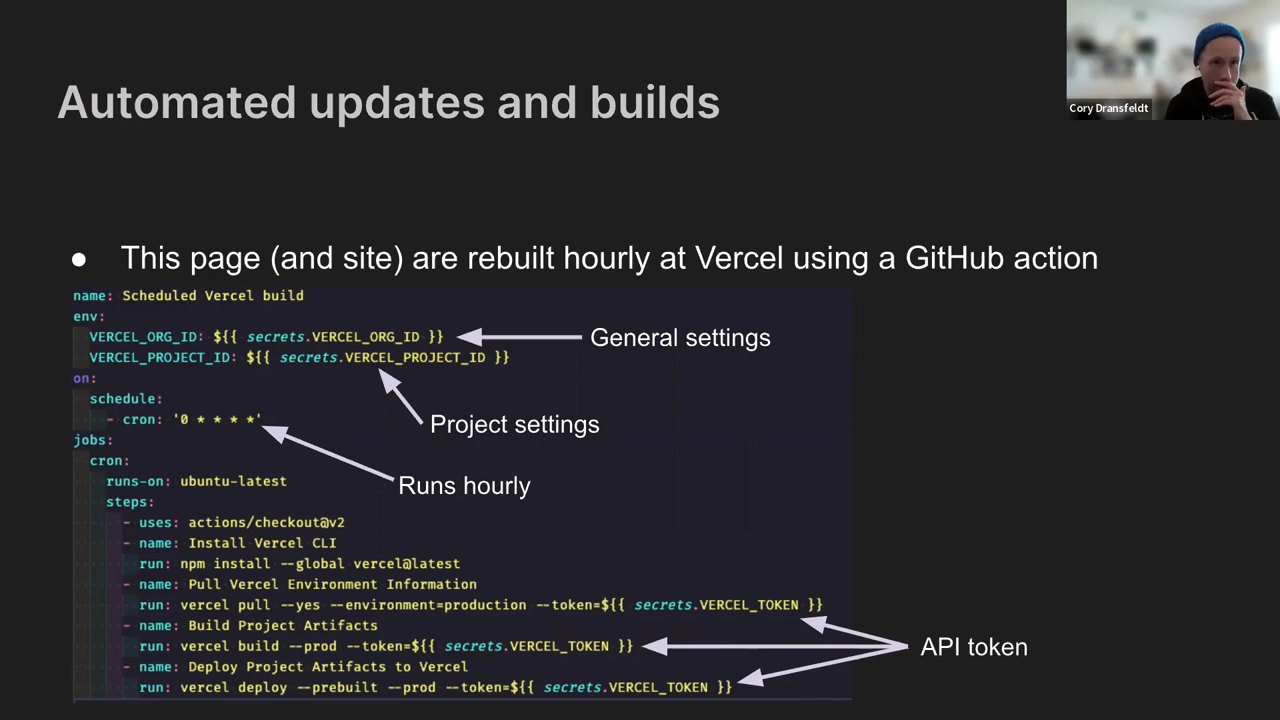 Automated updates and builds
Cory Dransfeldt
● This page (and site) are rebuilt hourly at Vercel using a GitHub action
name: Scheduled Vercel build
env:
VERCEL_ORG_ID: ${{ secrets.VERCEL_ORG_ID }}
General settings
VERCEL_PROJECT_ID: ${{ secrets.VERCEL_PROJECT_ID }}
on:
schedule:
- cron: '0 * * * *'
Project settings
jobs:
cron:
runs-on: ubuntu-latest
Runs hourly
steps:
- uses: actions/checkout@v2
- name: Install Vercel CLI
run: npm install --global vercel@latest
- name: Pull Vercel Environment Information
run: vercel pull --yes --environment=production --token=${{ secrets.VERCEL_TOKEN }}
- name: Build Project Artifacts
run: vercel build --prod --token=${{ secrets.VERCEL_TOKEN }}
API token
- name: Deploy Project Artifacts to Vercel
run: vercel deploy --prebuilt --prod --token=${{ secrets.VERCEL_TOKEN }}